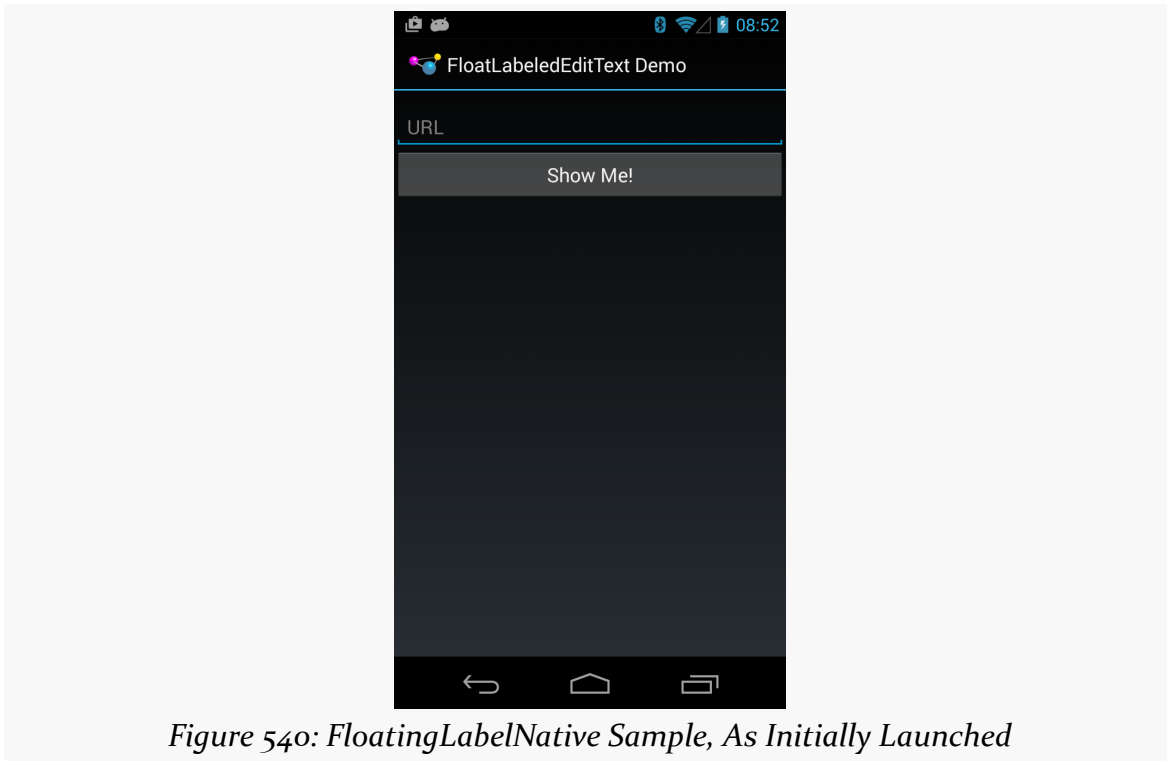 08:52
FloatLabeledEditText Demo
URL
Show Me!
Figure 540: FloatingLabelNative Sample, As Initially Launched